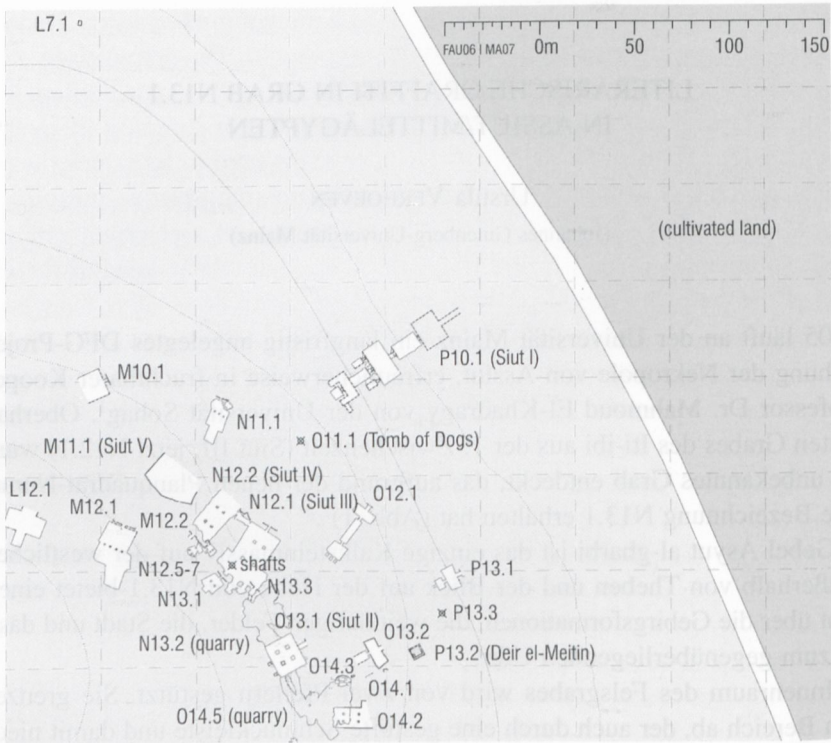 L7.1
FAU06 | MA07
0m 50 100 150
(cultivated land)
P10.1 (Siut I)
M10.1
N11.1
O11.1 (Tomb of Dogs)
M11.1 (Siut V)
N12.2 (Siut IV)
L12.1
N12.1 (Siut III)
O12.1
M12.1
M12.2
shafts
N12.5-7
P13.1
N13.1
N13.3
P13.3
O13.1 (Siut II)
O13.2
N13.2 (quarry)
P13.2 (Deir el-Meitin)
O14.3
O14.1
O14.5 (quarry)
O14.2